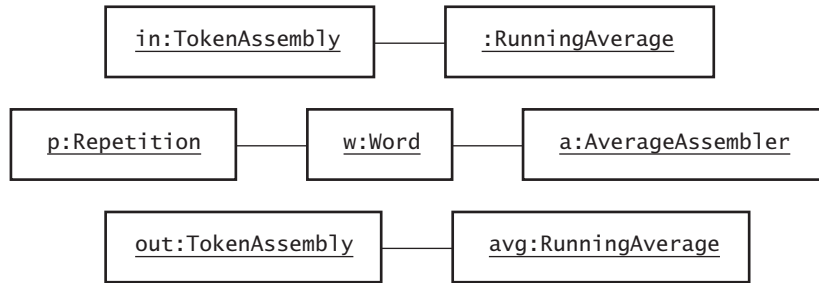 in:TokenAssembly :RunningAverage
p:Repetition w:Word a:AverageAssembler
out:TokenAssembly avg:RunningAverage